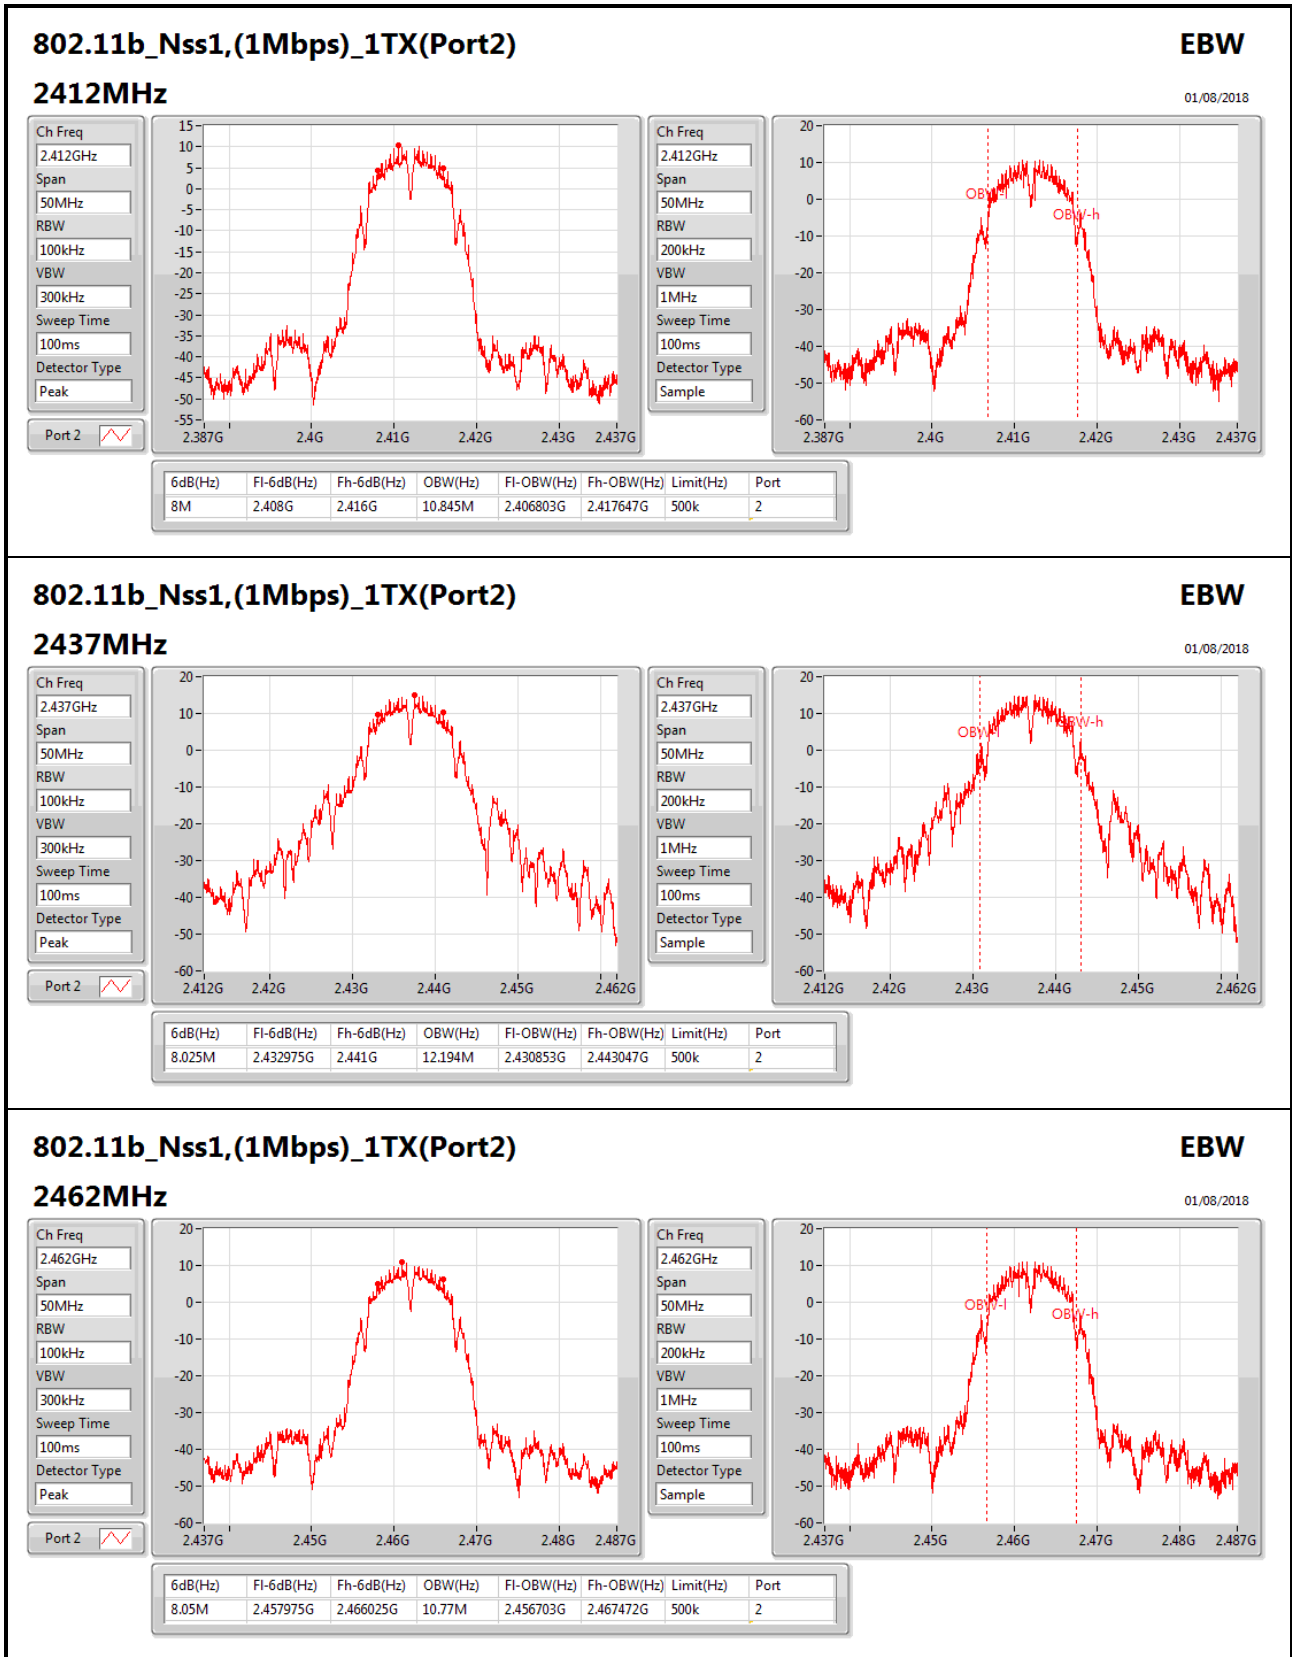 802.11b_Nss1,(1Mbps)_1TX(Port2) EBW
2412MHz 01/08/2018
Ch Freq
2.412GHz
Span
50MHz
RBW
100kHz
VBW
300kHz
Sweep Time
100ms
Detector Type
Peak
Port 2
15
10
5
0
-5
-10
-15
-20
-25
-30
-35
-40
-45
-50
-55
2.387G 2.4G 2.41G 2.42G 2.43G 2.437G
Ch Freq
2.412GHz
Span
50MHz
RBW
200kHz
VBW
1MHz
Sweep Time
100ms
Detector Type
Sample
20
10
0
-10
-20
-30
-40
-50
-60
OBW-l
OBW-h
2.387G 2.4G 2.41G 2.42G 2.43G 2.437G
6dB(Hz) Fl-6dB(Hz) Fh-6dB(Hz) OBW(Hz) Fl-OBW(Hz) Fh-OBW(Hz) Limit(Hz) Port
8M 2.408G 2.416G 10.845M 2.406803G 2.417647G 500k 2
802.11b_Nss1,(1Mbps)_1TX(Port2) EBW
2437MHz 01/08/2018
Ch Freq
2.437GHz
Span
50MHz
RBW
100kHz
VBW
300kHz
Sweep Time
100ms
Detector Type
Peak
Port 2
20
10
0
-10
-20
-30
-40
-50
-60
2.412G 2.42G 2.43G 2.44G 2.45G 2.462G
Ch Freq
2.437GHz
Span
50MHz
RBW
200kHz
VBW
1MHz
Sweep Time
100ms
Detector Type
Sample
20
10
0
-10
-20
-30
-40
-50
-60
OBW-l
OBW-h
2.412G 2.42G 2.43G 2.44G 2.45G 2.462G
6dB(Hz) Fl-6dB(Hz) Fh-6dB(Hz) OBW(Hz) Fl-OBW(Hz) Fh-OBW(Hz) Limit(Hz) Port
8.025M 2.432975G 2.441G 12.194M 2.430853G 2.443047G 500k 2
802.11b_Nss1,(1Mbps)_1TX(Port2) EBW
2462MHz 01/08/2018
Ch Freq
2.462GHz
Span
50MHz
RBW
100kHz
VBW
300kHz
Sweep Time
100ms
Detector Type
Peak
Port 2
20
10
0
-10
-20
-30
-40
-50
-60
2.437G 2.45G 2.46G 2.47G 2.48G 2.487G
Ch Freq
2.462GHz
Span
50MHz
RBW
200kHz
VBW
1MHz
Sweep Time
100ms
Detector Type
Sample
20
10
0
-10
-20
-30
-40
-50
-60
OBW-l
OBW-h
2.437G 2.45G 2.46G 2.47G 2.48G 2.487G
6dB(Hz) Fl-6dB(Hz) Fh-6dB(Hz) OBW(Hz) Fl-OBW(Hz) Fh-OBW(Hz) Limit(Hz) Port
8.05M 2.457975G 2.466025G 10.77M 2.456703G 2.467472G 500k 2